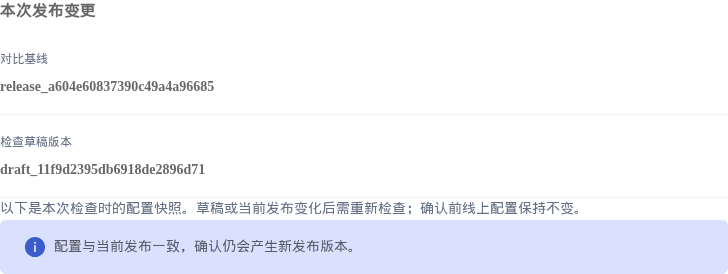 本次发布变更
对比基线
release_a604e60837390c49a4a96685
检查草稿版本
draft_11f9d2395db6918de2896d71
以下是本次检查时的配置快照。草稿或当前发布变化后需重新检查；确认前线上配置保持不变。
配置与当前发布一致，确认仍会产生新发布版本。